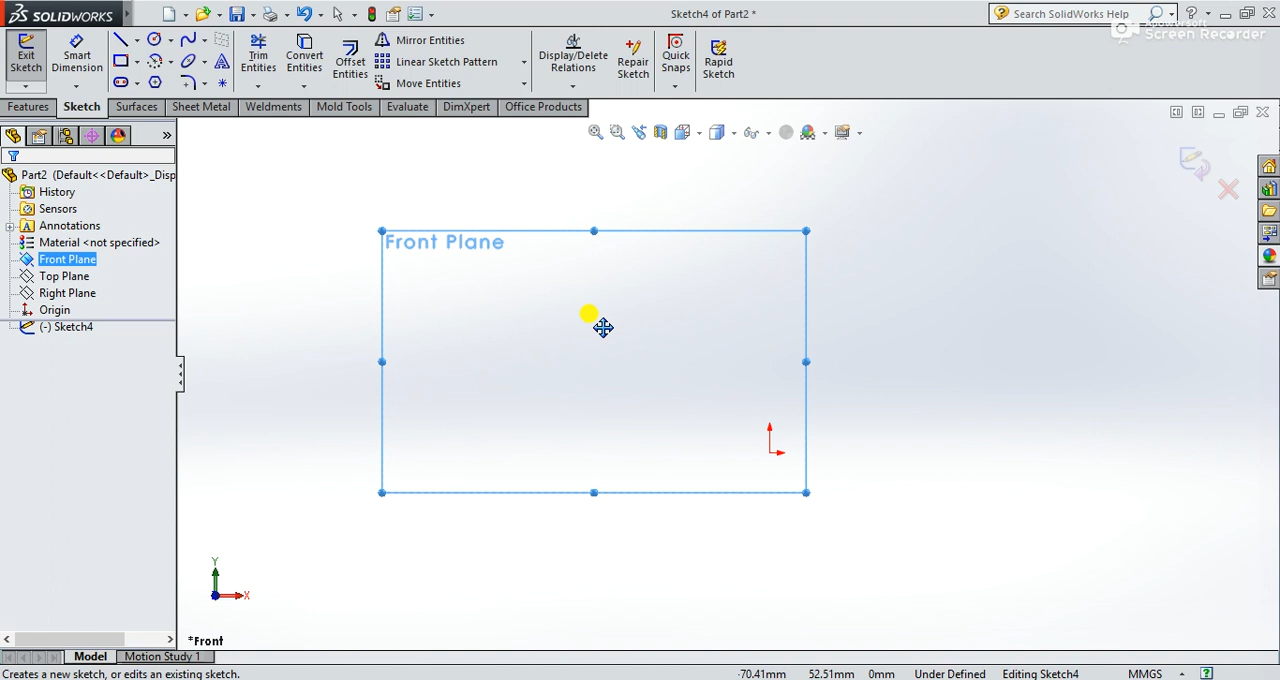 SOLIDWORKS
Sketch4 of Part2 *
Search SolidWorks Help
Apowersoft
Screen Recorder
Exit Sketch
Smart Dimension
Trim Entities
Convert Entities
Offset Entities
Mirror Entities
Linear Sketch Pattern
Move Entities
Display/Delete Relations
Repair Sketch
Quick Snaps
Rapid Sketch
Features
Sketch
Surfaces
Sheet Metal
Weldments
Mold Tools
Evaluate
DimXpert
Office Products
Part2 (Default<<Default>_Disp
History
Sensors
Annotations
Material <not specified>
Front Plane
Top Plane
Right Plane
Origin
(-) Sketch4
Front Plane
Y
X
*Front
Model
Motion Study 1
Creates a new sketch, or edits an existing sketch.
-70.41mm
52.51mm
0mm
Under Defined
Editing Sketch4
MMGS